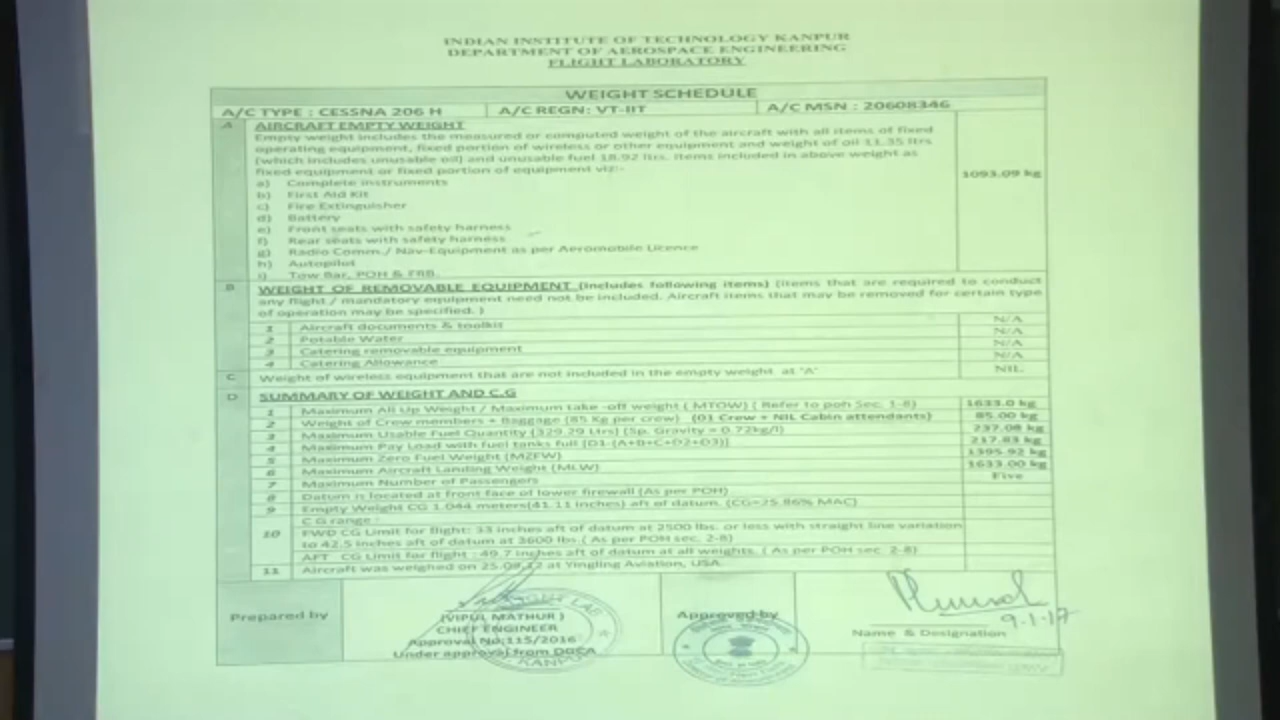 INDIAN INSTITUTE OF TECHNOLOGY KANPUR
DEPARTMENT OF AEROSPACE ENGINEERING
FLIGHT LABORATORY
WEIGHT SCHEDULE
A/C TYPE : CESSNA 206 H A/C REGN: VT-IIT A/C MSN : 20608346
A AIRCRAFT EMPTY WEIGHT
Empty weight includes the measured or computed weight of the aircraft with all items of fixed
operating equipment, fixed portion of wireless or other equipment and weight of oil 11.35 ltrs
(which includes unusable oil) and unusable fuel 18.92 ltrs. Items included in above weight as
fixed equipment or fixed portion of equipment viz:-
1093.09 kg
a) Complete instruments
b) First Aid Kit
c) Fire Extinguisher
d) Battery
e) Front seats with safety harness
f) Rear seats with safety harness
g) Radio Comm./ Nav-Equipment as per Aeromobile Licence
h) Autopilot
i) Tow Bar, POH & FRB.
B WEIGHT OF REMOVABLE EQUIPMENT (Includes following items) (Items that are required to conduct
any flight / mandatory equipment need not be included. Aircraft items that may be removed for certain type
of operation may be specified. )
1 Aircraft documents & toolkit N/A
2 Potable Water N/A
3 Catering removable equipment N/A
4 Catering Allowance N/A
C Weight of wireless equipment that are not included in the empty weight at "A" NIL
D SUMMARY OF WEIGHT AND C.G
1 Maximum All Up Weight / Maximum take -off weight ( MTOW) ( Refer to poh Sec. 1-8) 1633.0 kg
2 Weight of Crew members + Baggage (85 Kg per crew) (01 Crew + NIL Cabin attendants) 85.00 kg
3 Maximum Usable Fuel Quantity (329.29 Ltrs) (Sp. Gravity = 0.72kg/l) 237.08 kg
4 Maximum Pay Load with fuel tanks full [D1-(A+B+C+D2+D3)] 217.83 kg
5 Maximum Zero Fuel Weight (MZFW) 1395.92 kg
6 Maximum Aircraft Landing Weight (MLW) 1633.00 kg
7 Maximum Number of Passengers Five
8 Datum is located at front face of lower firewall (As per POH)
9 Empty Weight CG 1.044 meters(41.11 inches) aft of datum. (CG=25.86% MAC)
10 C G range :
FWD CG Limit for flight: 33 inches aft of datum at 2500 lbs. or less with straight line variation
to 42.5 inches aft of datum at 3600 lbs.( As per POH sec. 2-8)
AFT CG Limit for flight : 49.7 inches aft of datum at all weights. ( As per POH sec. 2-8)
11 Aircraft was weighed on at Yingling Aviation, USA.
Prepared by
(VIPUL MATHUR )
CHIEF ENGINEER
Approval No;115/2016
Under approval from DGCA
KANPUR
Approved by
9-1-17
Name & Designation